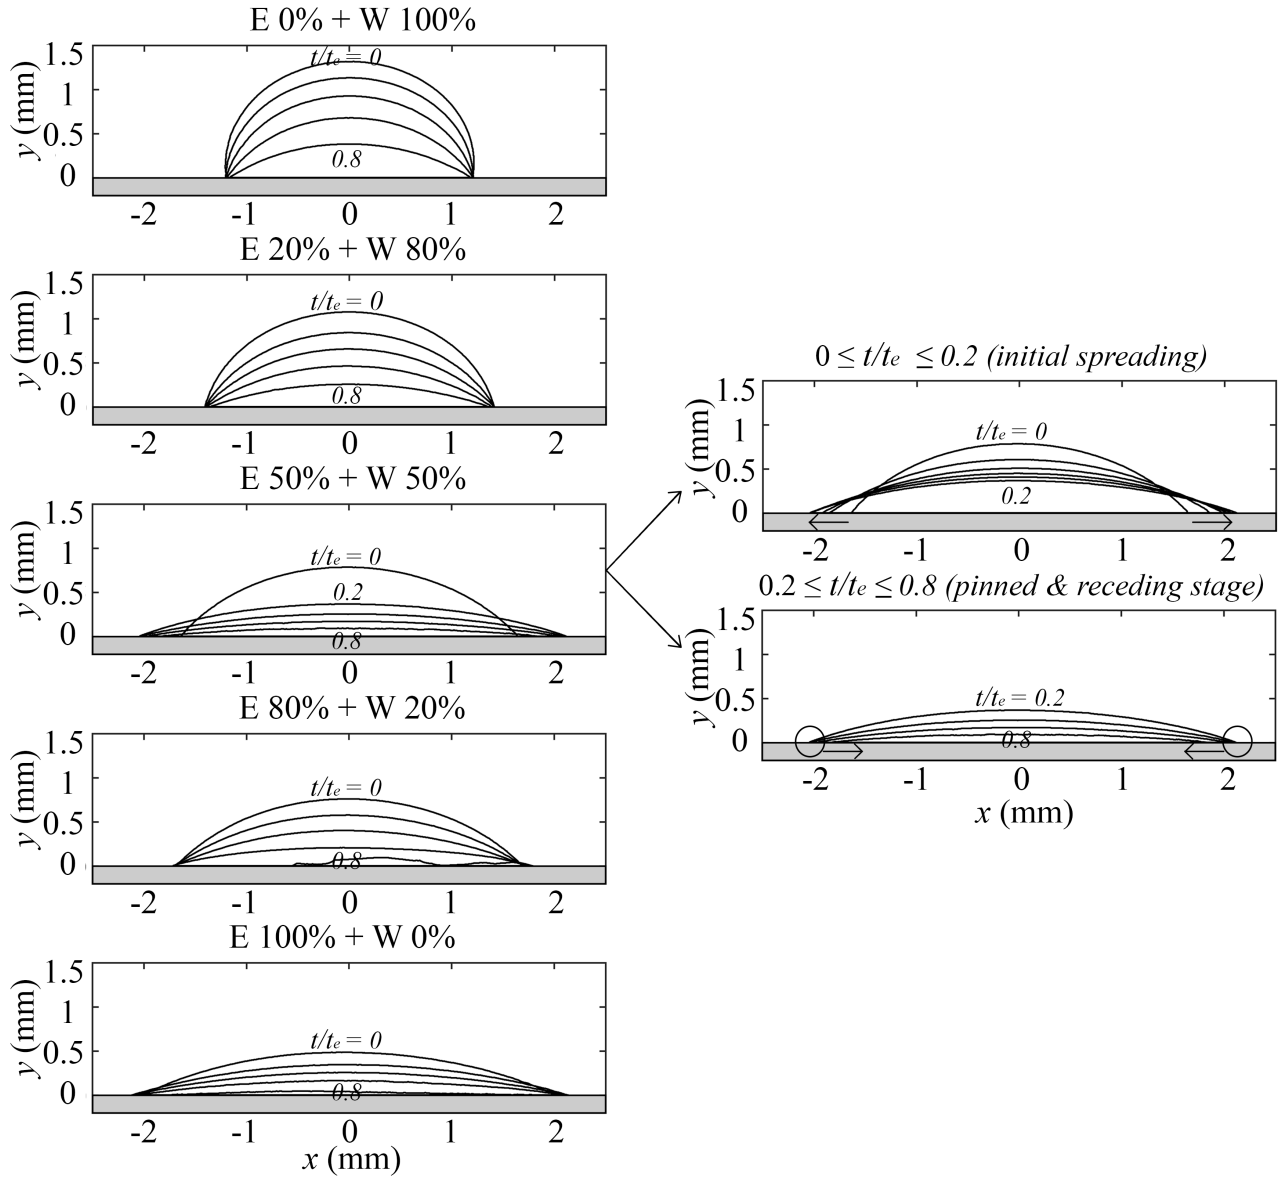 E 0% + W 100%
1.5
1
0.5
0
y (mm)
t/te = 0
0.8
-2 -1 0 1 2
E 20% + W 80%
1.5
1
0.5
0
y (mm)
t/te = 0
0.8
-2 -1 0 1 2
E 50% + W 50%
1.5
1
0.5
0
y (mm)
t/te = 0
0.2
0.8
-2 -1 0 1 2
E 80% + W 20%
1.5
1
0.5
0
y (mm)
t/te = 0
0.8
-2 -1 0 1 2
E 100% + W 0%
1.5
1
0.5
0
y (mm)
t/te = 0
0.8
-2 -1 0 1 2
x (mm)
0 ≤ t/te ≤ 0.2 (initial spreading)
1.5
1
0.5
0
y (mm)
t/te = 0
0.2
-2 -1 0 1 2
0.2 ≤ t/te ≤ 0.8 (pinned & receding stage)
1.5
1
0.5
0
y (mm)
t/te = 0.2
0.8
-2 -1 0 1 2
x (mm)